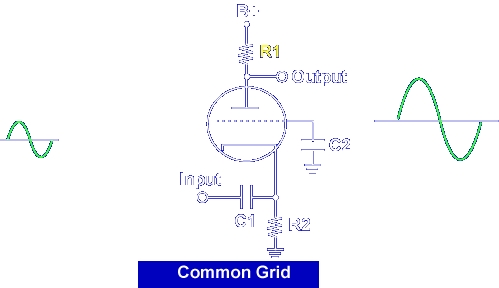 B+
R1
Output
C2
Input
C1
R2
Common Grid